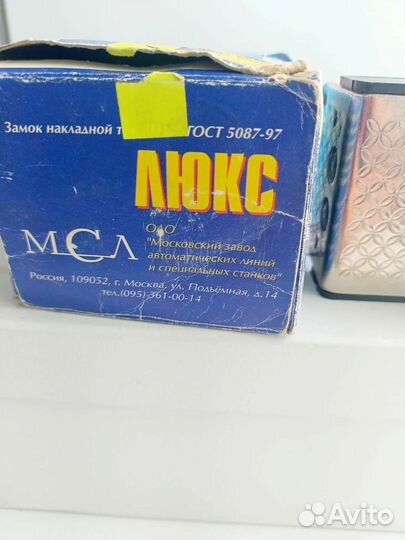 Замок накладной ГОСТ 5087-97
ЛЮКС
МСЛ
ОАО
"Московский завод
автоматических линий
и специальных станков"
Россия, 109052, г. Москва, ул. Подъёмная, д.14
тел.(095)-361-00-14
Avito